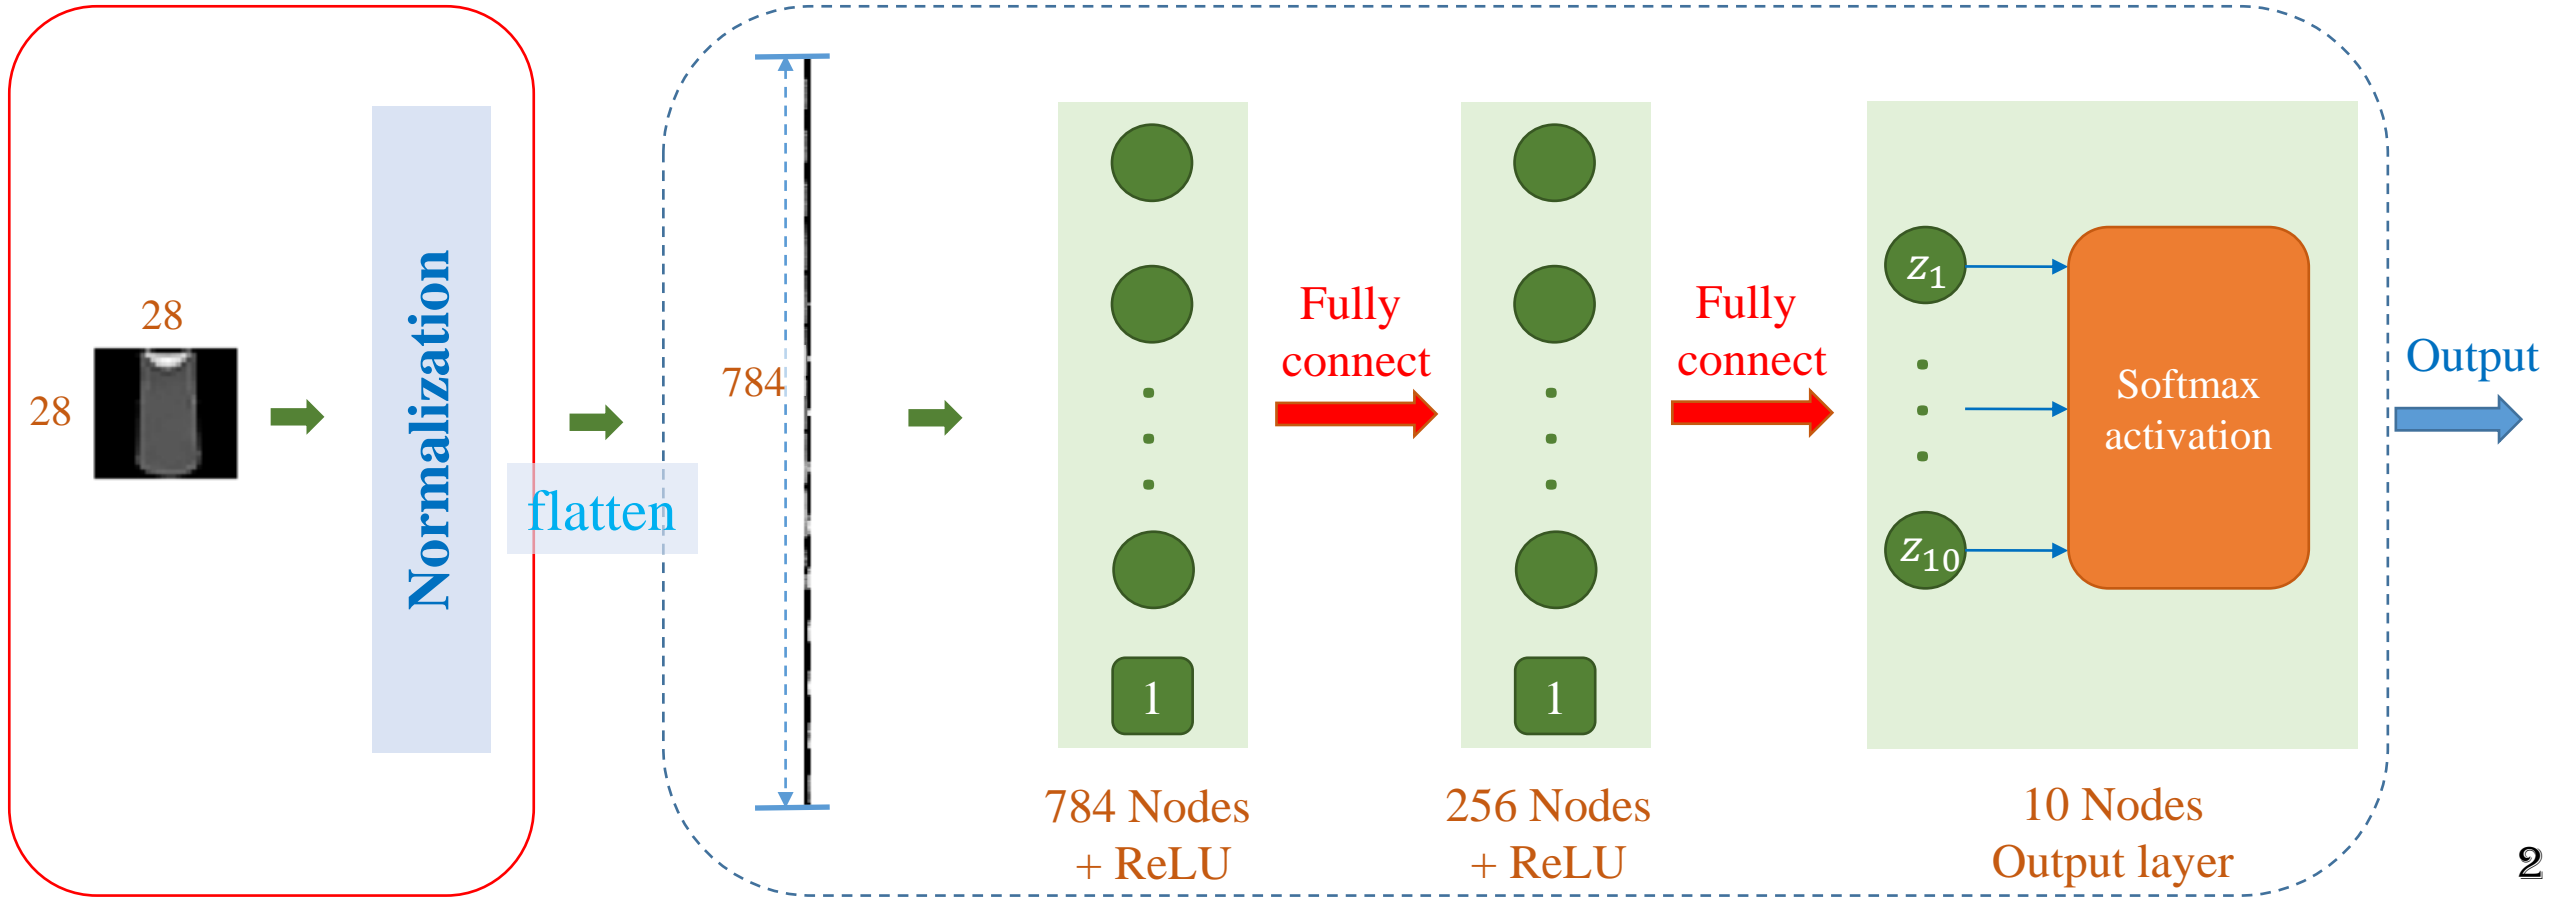 28
28
Normalization
flatten
784
1
784 Nodes
+ ReLU
Fully
connect
1
256 Nodes
+ ReLU
Fully
connect
z₁
z₁₀
Softmax
activation
10 Nodes
Output layer
Output
2